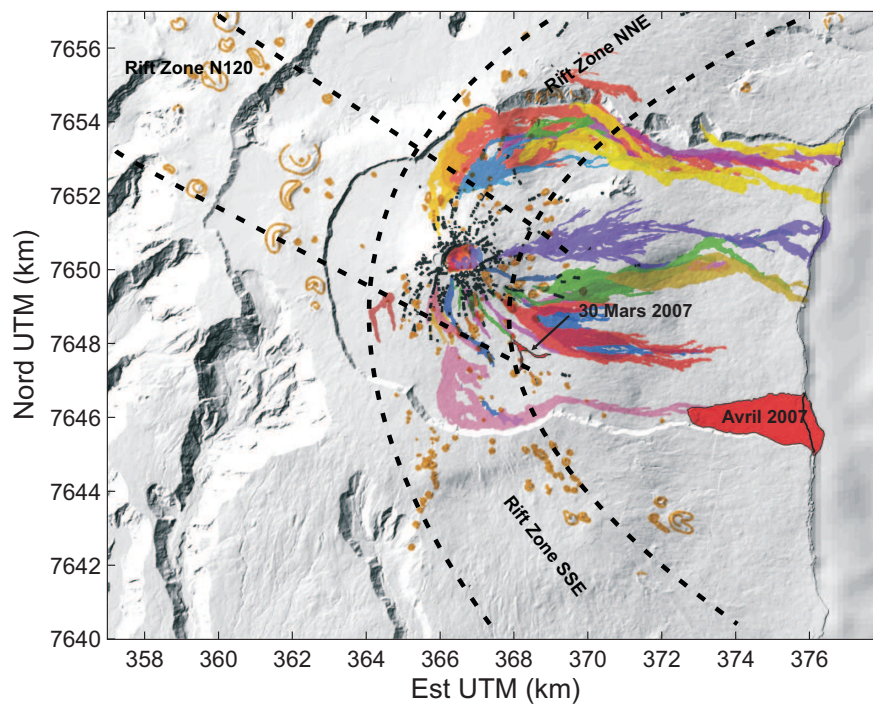 Nord UTM (km)
7656
7654
7652
7650
7648
7646
7644
7642
7640
Rift Zone N120
Rift Zone NNE
30 Mars 2007
Avril 2007
Rift Zone SSE
358 360 362 364 366 368 370 372 374 376
Est UTM (km)